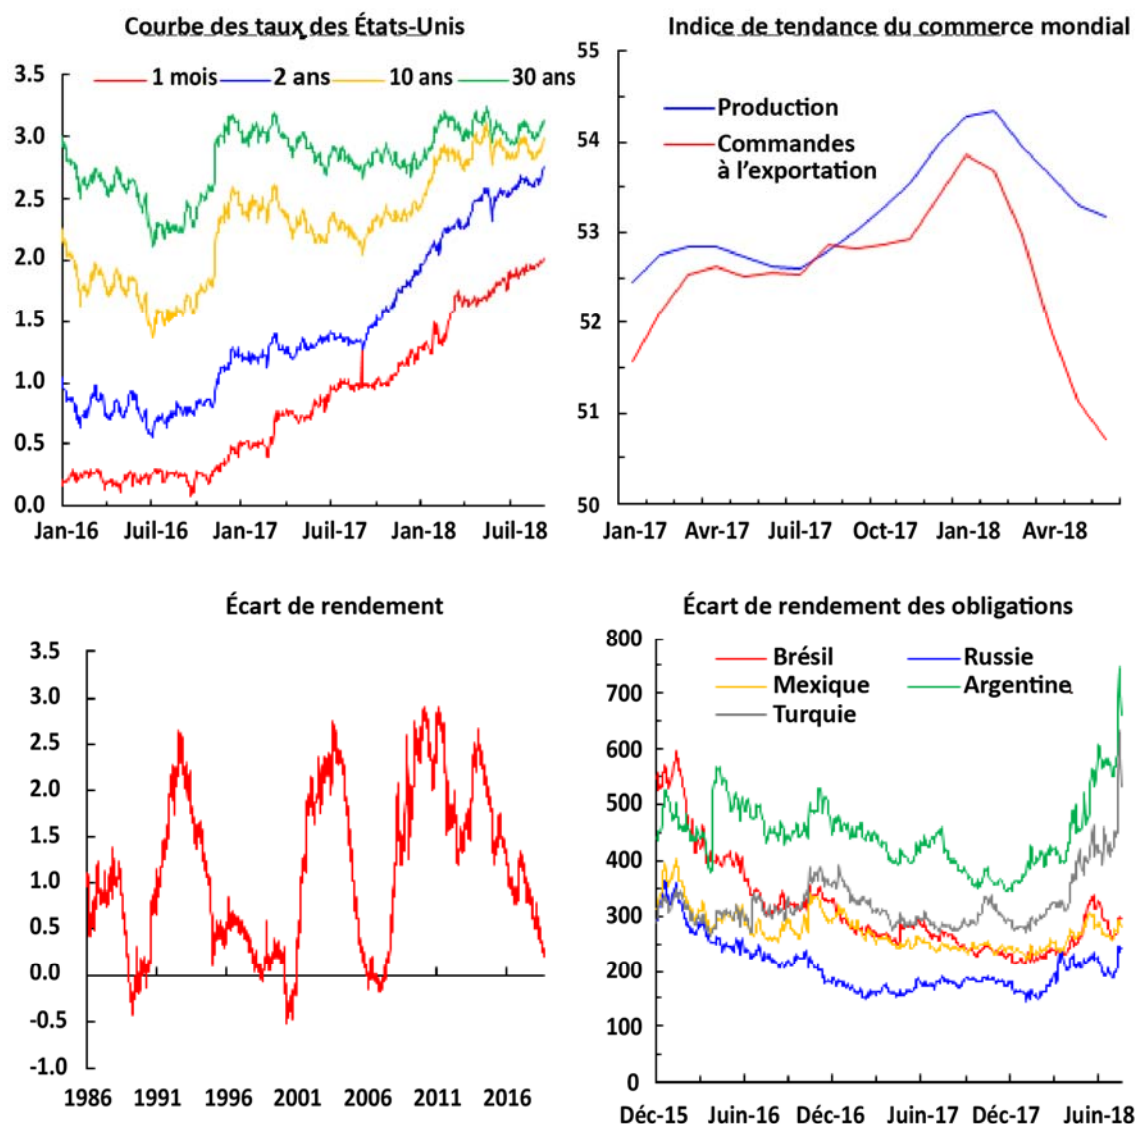 Courbe des taux des États-Unis
3.5
1 mois 2 ans 10 ans 30 ans
3.0
2.5
2.0
1.5
1.0
0.5
0.0
Jan-16 Juil-16 Jan-17 Juil-17 Jan-18 Juil-18
Indice de tendance du commerce mondial
55
Production
Commandes
à l'exportation
54
53
52
51
50
Jan-17 Avr-17 Juil-17 Oct-17 Jan-18 Avr-18
Écart de rendement
3.5
3.0
2.5
2.0
1.5
1.0
0.5
0.0
-0.5
-1.0
1986 1991 1996 2001 2006 2011 2016
Écart de rendement des obligations
800
Brésil Russie
Mexique Argentine
Turquie
700
600
500
400
300
200
100
0
Déc-15 Juin-16 Déc-16 Juin-17 Déc-17 Juin-18